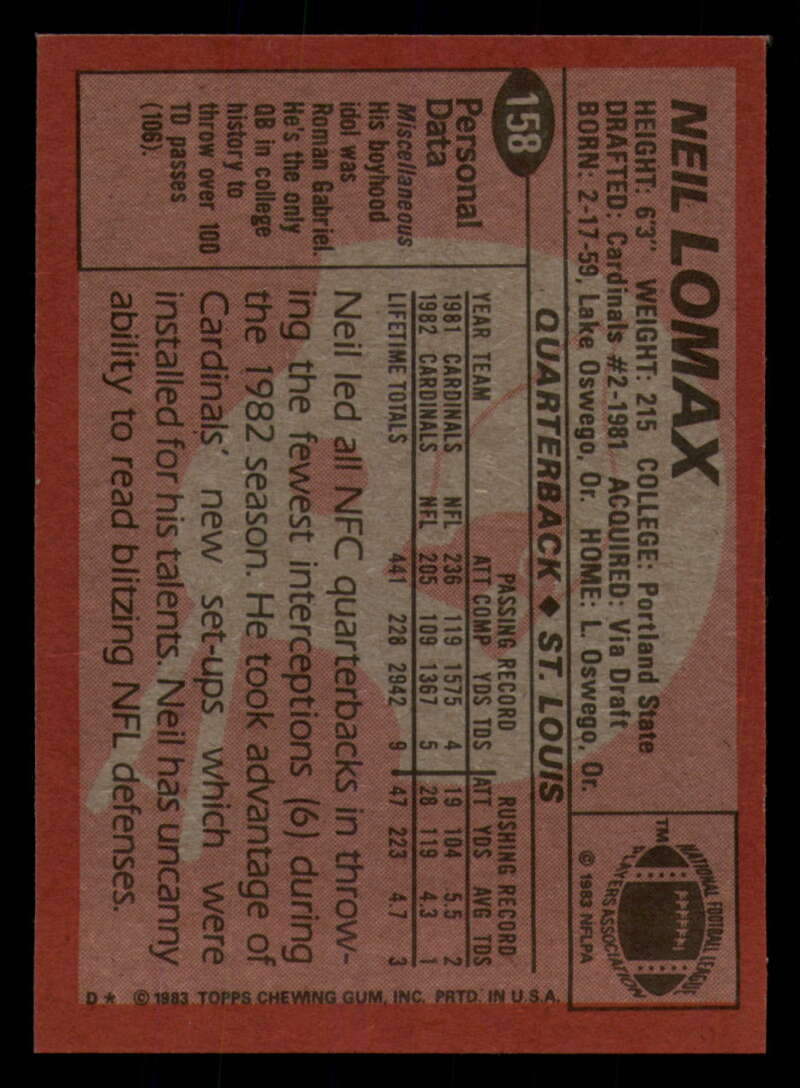 NEIL LOMAX
HEIGHT: 6'3" WEIGHT: 215 COLLEGE: Portland State
DRAFTED: Cardinals #2-1981 ACQUIRED: Via Draft
BORN: 2-17-59, Lake Oswego, Or. HOME: L. Oswego, Or.
TM
NATIONAL FOOTBALL LEAGUE
PLAYERS ASSOCIATION
© 1983 NFLPA
158
QUARTERBACK ♦ ST. LOUIS
Personal
Data
Miscellaneous
His boyhood
idol was
Roman Gabriel.
He's the only
QB in college
history to
throw over 100
TD passes
(106).
PASSING RECORD RUSHING RECORD
YEAR TEAM ATT COMP YDS TDS ATT YDS AVG TDS
1981 CARDINALS NFL 236 119 1575 4 19 104 5.5 2
1982 CARDINALS NFL 205 109 1367 5 28 119 4.3 1
LIFETIME TOTALS 441 228 2942 9 47 223 4.7 3
Neil led all NFC quarterbacks in throw-
ing the fewest interceptions (6) during
the 1982 season. He took advantage of
Cardinals' new set-ups which were
installed for his talents. Neil has uncanny
ability to read blitzing NFL defenses.
D* © 1983 TOPPS CHEWING GUM, INC. PRTD. IN U.S.A.